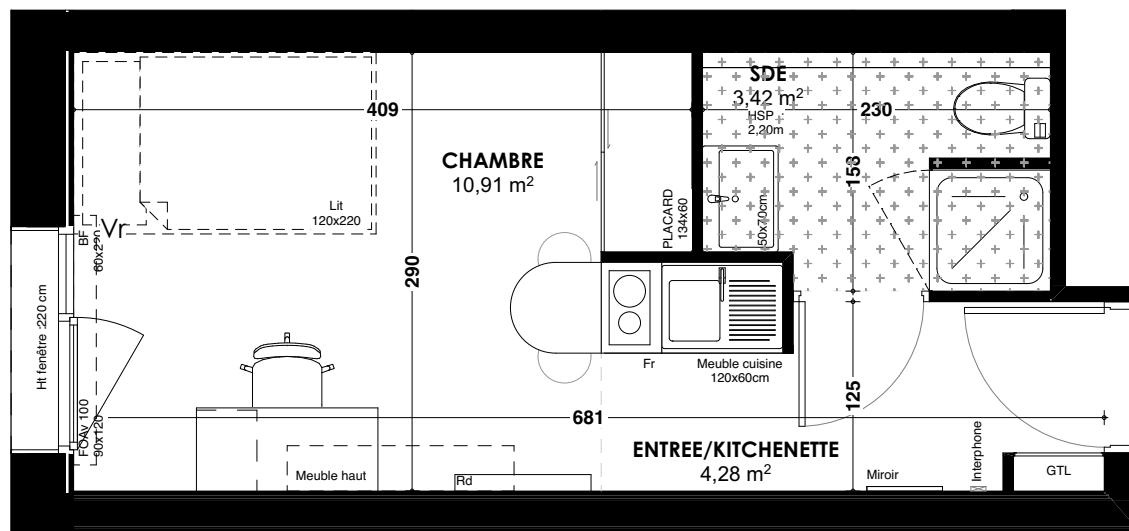 SDE
3,42 m²
HSP
2,20m
409
230
CHAMBRE
10,91 m²
158
Lit
120x220
PLACARD
134x60
50x70cm
Vr
BF
60x220
290
Ht fenêtre :220 cm
Fr
Meuble cuisine
120x60cm
FOAv 100
90x120
681
125
ENTREE/KITCHENETTE
4,28 m²
Meuble haut
Rd
Miroir
Interphone
GTL